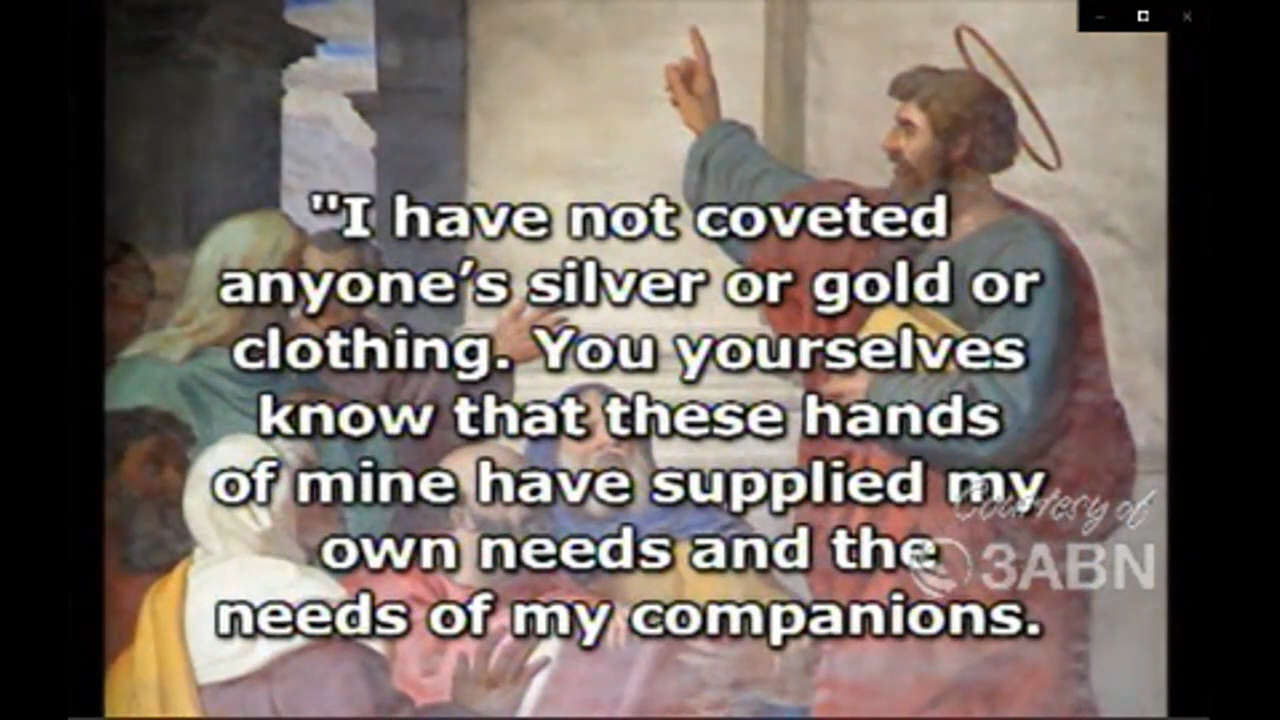 "I have not coveted
anyone’s silver or gold or
clothing. You yourselves
know that these hands
of mine have supplied my
own needs and the
needs of my companions.
Courtesy of
3ABN